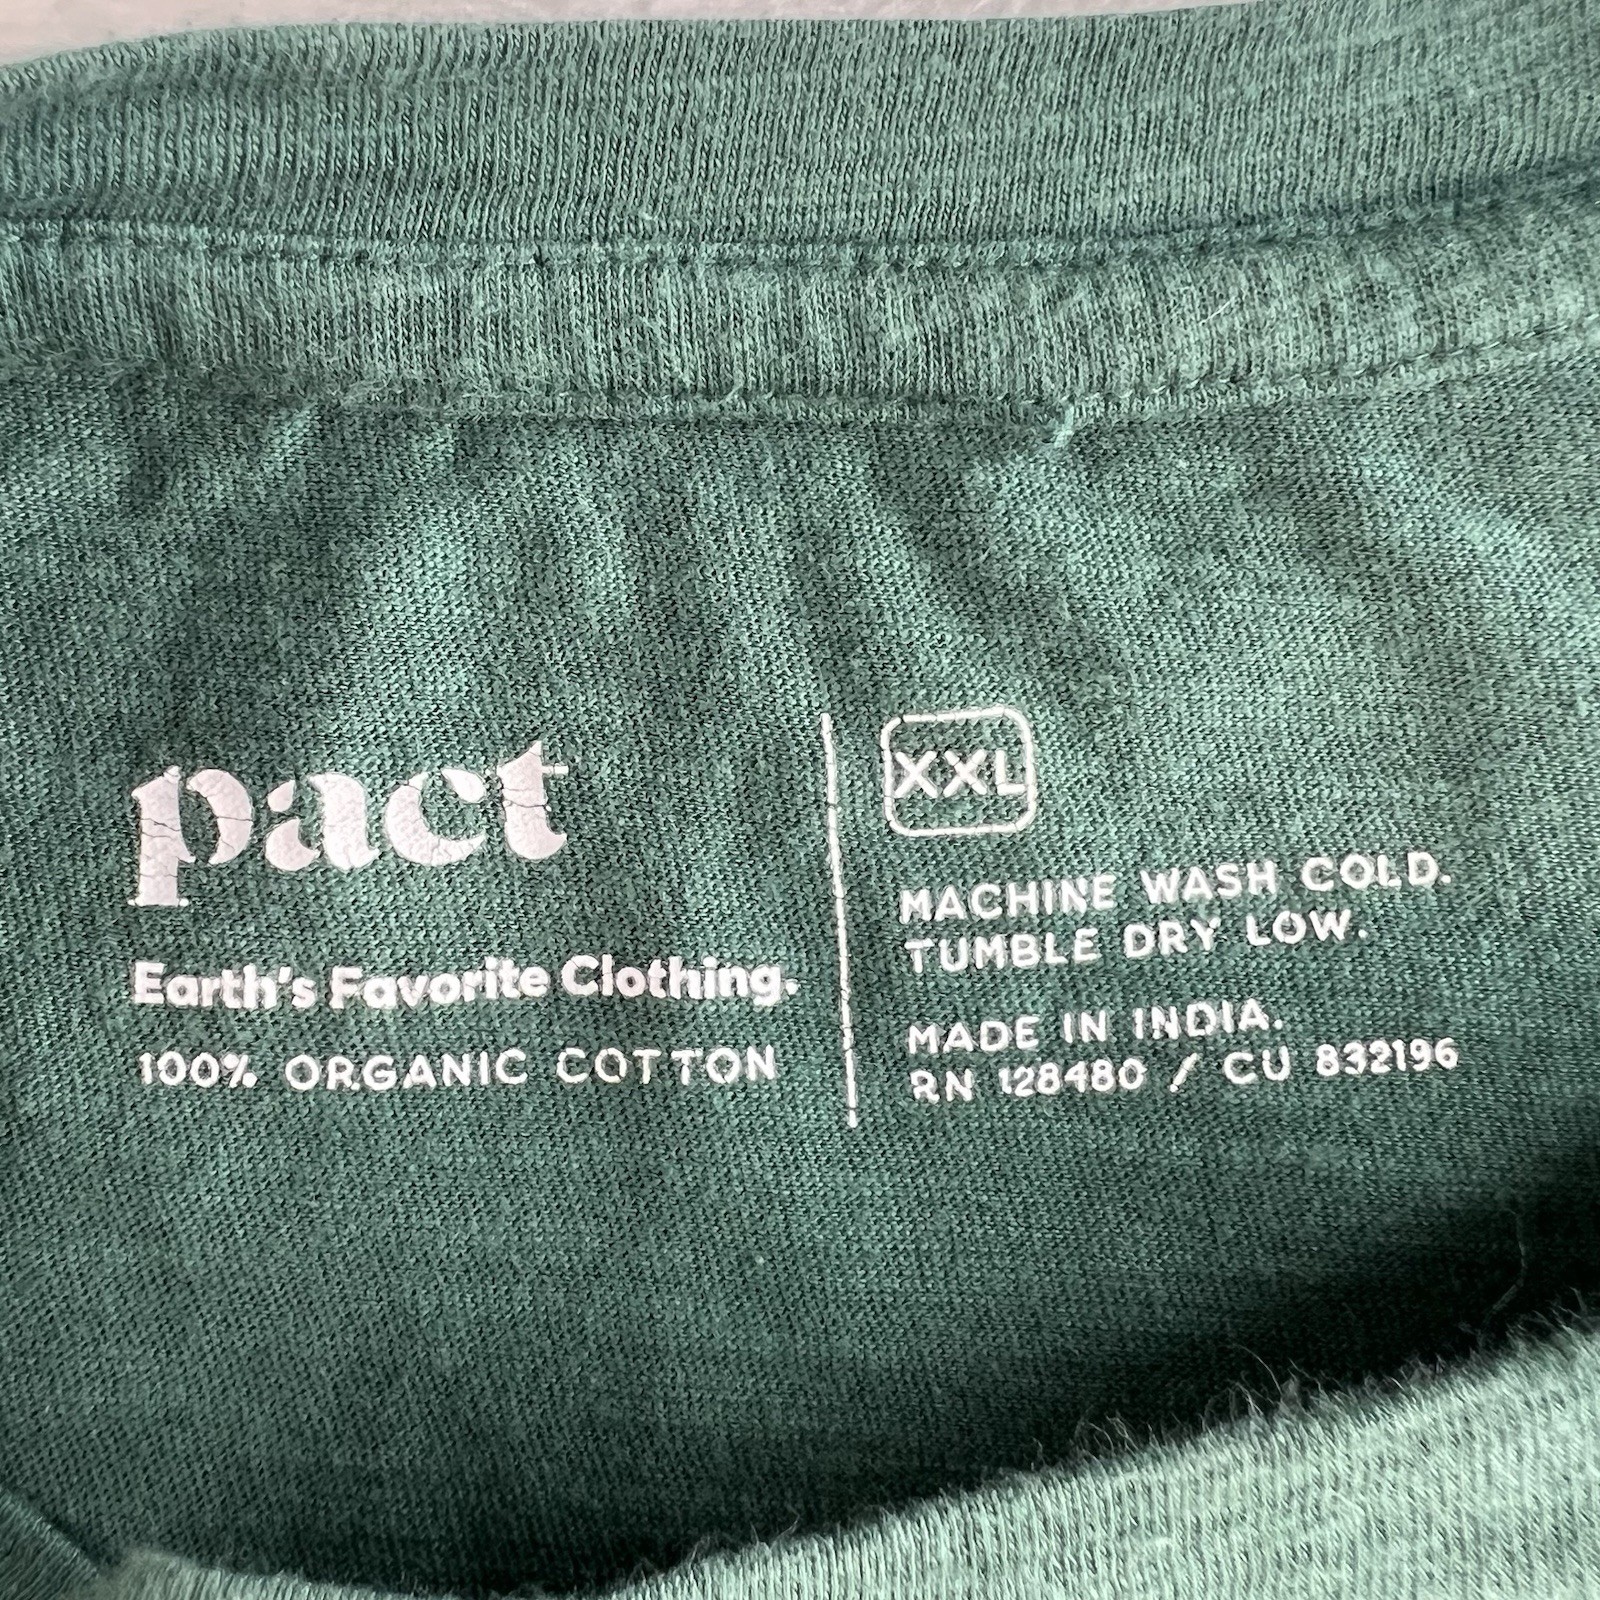 pact
Earth's Favorite Clothing.
100% ORGANIC COTTON
XXL
MACHINE WASH COLD.
TUMBLE DRY LOW.
MADE IN INDIA.
RN 128480 / CU 832196